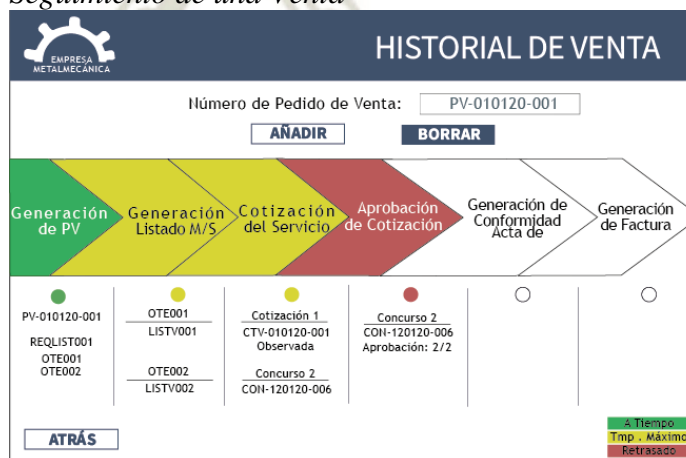 Seguimiento de una Venta
EMPRESA
METALMECÁNICA
HISTORIAL DE VENTA
Número de Pedido de Venta: PV-010120-001
AÑADIR BORRAR
Generación
de PV
Generación
Listado M/S
Cotización
del Servicio
Aprobación
de Cotización
Generación de
Conformidad
Acta de
Generación
de Factura
PV-010120-001
REQLIST001
OTE001
OTE002
OTE001
LISTV001
OTE002
LISTV002
Cotización 1
CTV-010120-001
Observada
Concurso 2
CON-120120-006
Concurso 2
CON-120120-006
Aprobación: 2/2
ATRÁS
A Tiempo
Tmp . Máximo
Retrasado